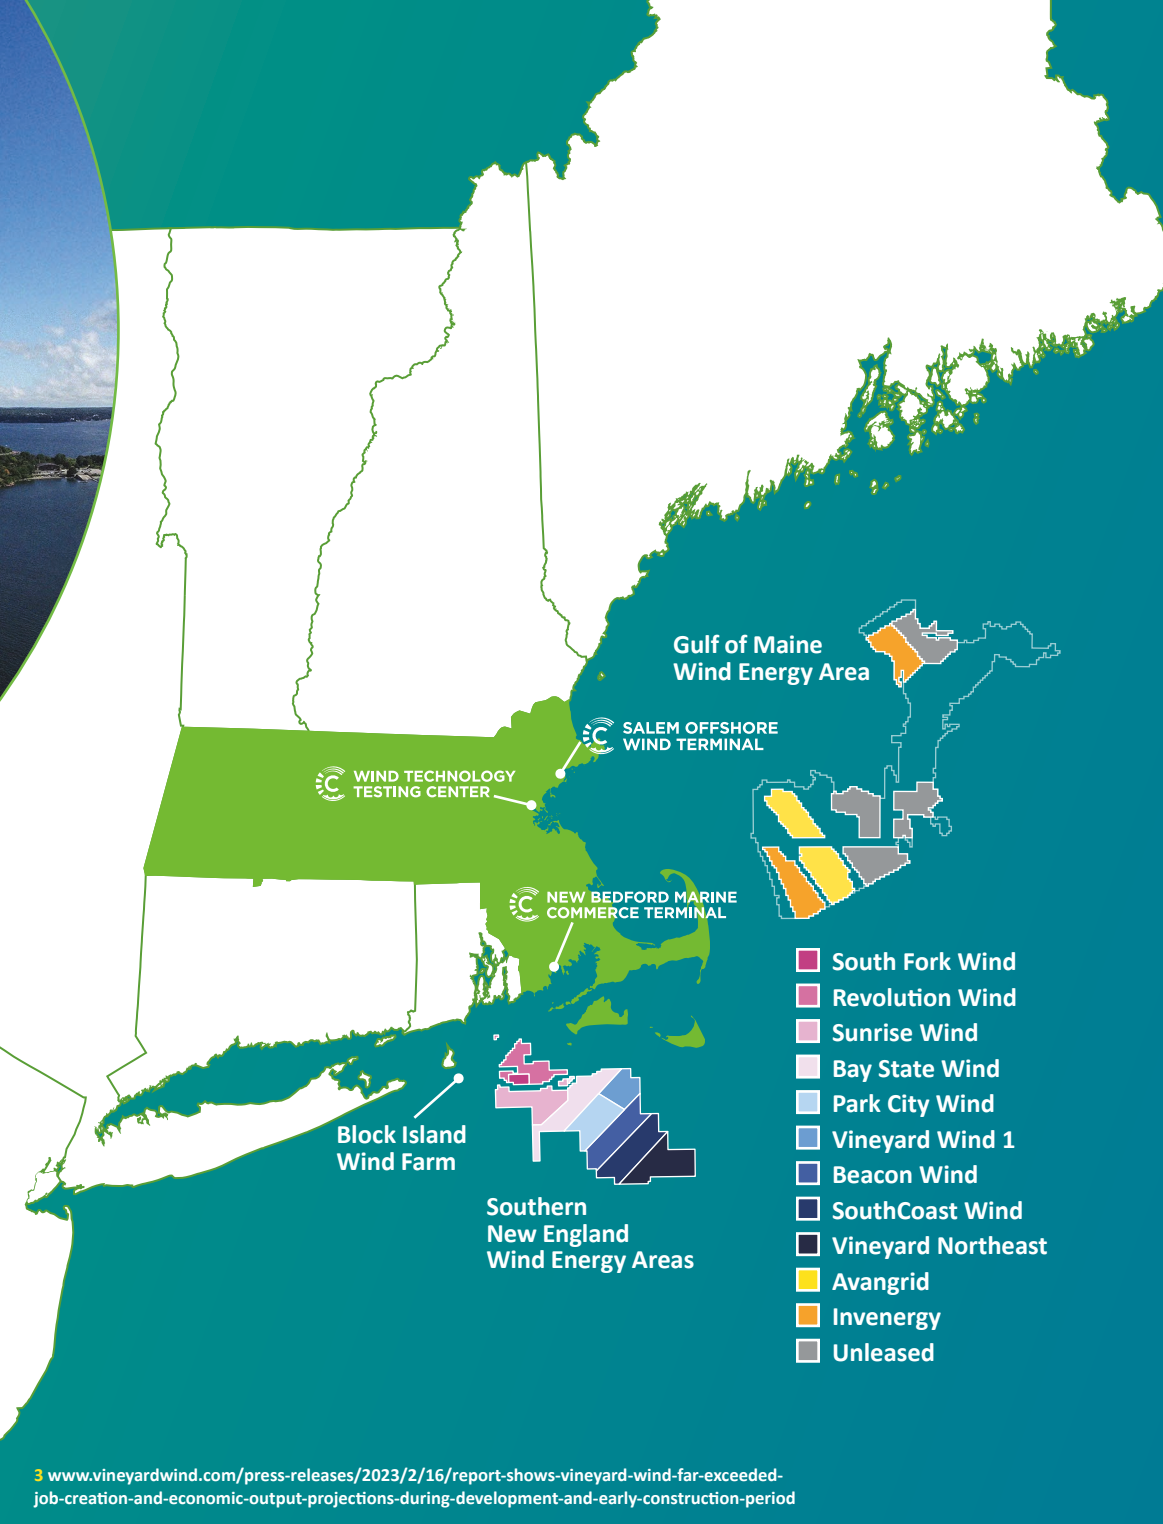 Gulf of Maine
Wind Energy Area
SALEM OFFSHORE
WIND TERMINAL
WIND TECHNOLOGY
TESTING CENTER
NEW BEDFORD MARINE
COMMERCE TERMINAL
Block Island
Wind Farm
Southern
New England
Wind Energy Areas
South Fork Wind
Revolution Wind
Sunrise Wind
Bay State Wind
Park City Wind
Vineyard Wind 1
Beacon Wind
SouthCoast Wind
Vineyard Northeast
Avangrid
Invenergy
Unleased
3 www.vineyardwind.com/press-releases/2023/2/16/report-shows-vineyard-wind-far-exceeded-
job-creation-and-economic-output-projections-during-development-and-early-construction-period